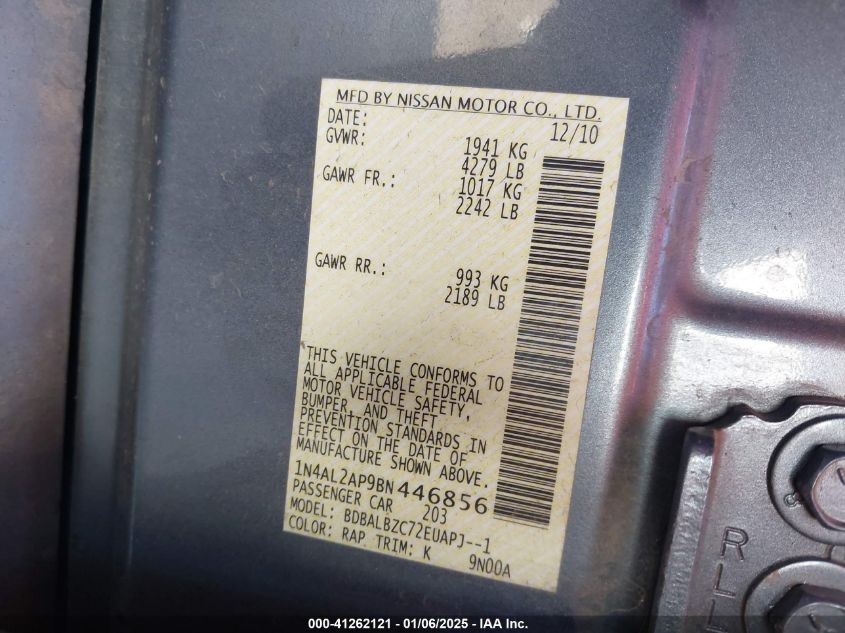 MFD BY NISSAN MOTOR CO., LTD.
DATE: 12/10
GVWR: 1941 KG
4279 LB
GAWR FR.: 1017 KG
2242 LB
GAWR RR.: 993 KG
2189 LB
THIS VEHICLE CONFORMS TO
ALL APPLICABLE FEDERAL
MOTOR VEHICLE SAFETY,
BUMPER, AND THEFT
PREVENTION STANDARDS IN
EFFECT ON THE DATE OF
MANUFACTURE SHOWN ABOVE.
1N4AL2AP9BN446856
PASSENGER CAR 203
MODEL: BDBALBZC72EUAPJ--1
COLOR: RAP TRIM: K 9N00A
RLL
000-41262121 - 01/06/2025 - IAA Inc.